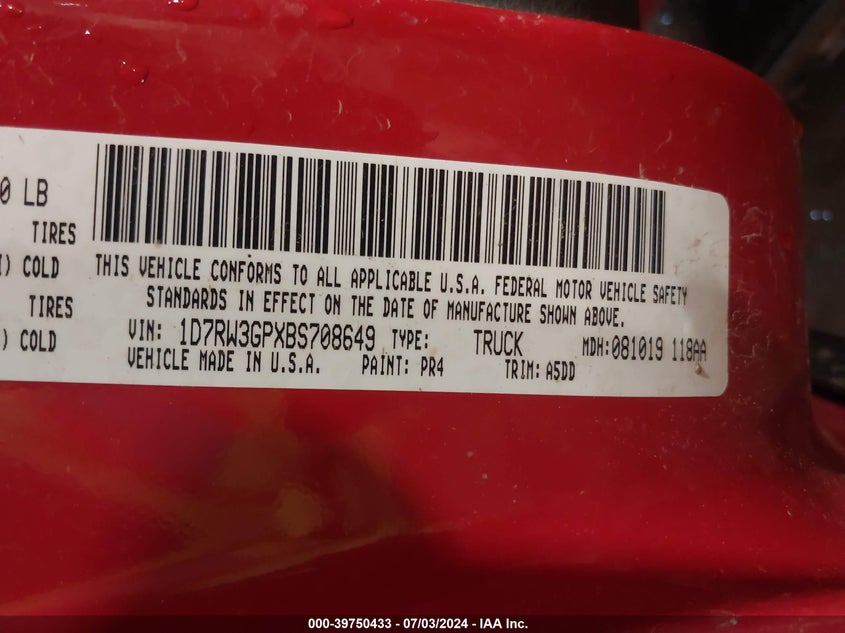 0 LB
TIRES
) COLD
TIRES
) COLD
THIS VEHICLE CONFORMS TO ALL APPLICABLE U.S.A. FEDERAL MOTOR VEHICLE SAFETY
STANDARDS IN EFFECT ON THE DATE OF MANUFACTURE SHOWN ABOVE.
VIN: 1D7RW3GPXBS708649 TYPE: TRUCK MDH:081019 118AA
VEHICLE MADE IN U.S.A. PAINT: PR4 TRIM: A5DD
000-39750433 - 07/03/2024 - IAA Inc.